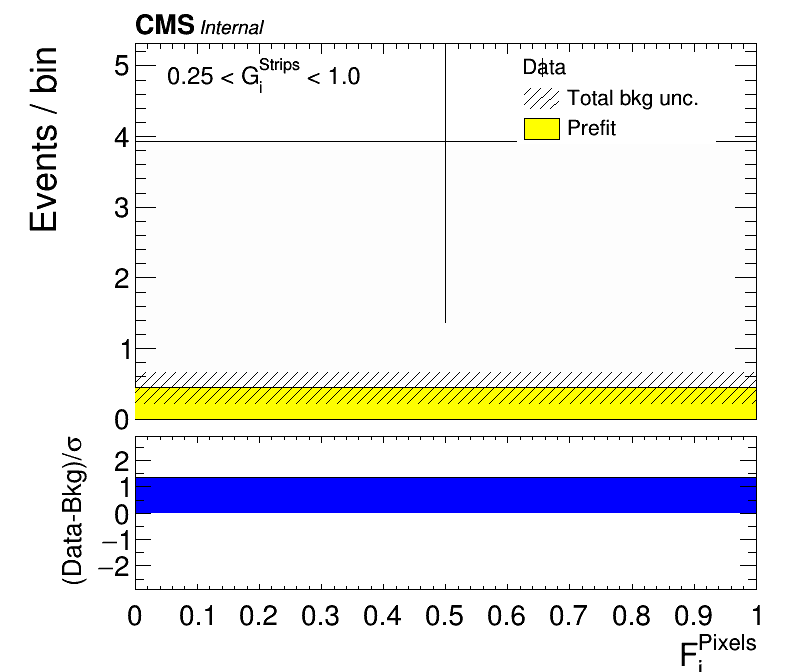 CMS Internal
Events / bin
0.25 < G_i^Strips < 1.0
Data
Total bkg unc.
Prefit
5
4
3
2
1
0
(Data-Bkg)/σ
2
1
0
−1
−2
0 0.1 0.2 0.3 0.4 0.5 0.6 0.7 0.8 0.9 1
F_i^Pixels